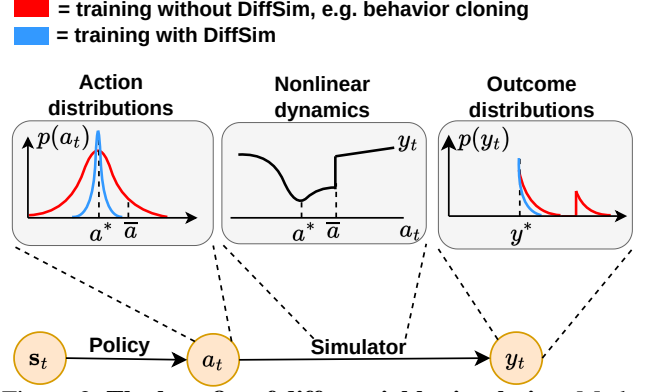 = training without DiffSim, e.g. behavior cloning
= training with DiffSim
Action distributions
Nonlinear dynamics
Outcome distributions
p(a_t)
a* a̅
y_t
a* a̅ a_t
p(y_t)
y*
s_t Policy a_t Simulator y_t